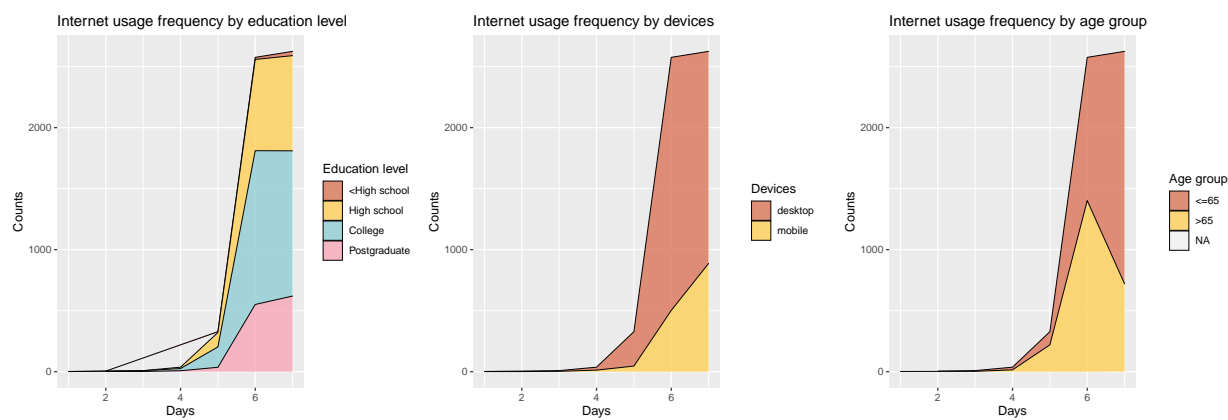 Internet usage frequency by education level
Counts
2000
1000
0
2
4
6
Days
Education level
<High school
High school
College
Postgraduate
Internet usage frequency by devices
Counts
2000
1000
0
2
4
6
Days
Devices
desktop
mobile
Internet usage frequency by age group
Counts
2000
1000
0
2
4
6
Days
Age group
<=65
>65
NA